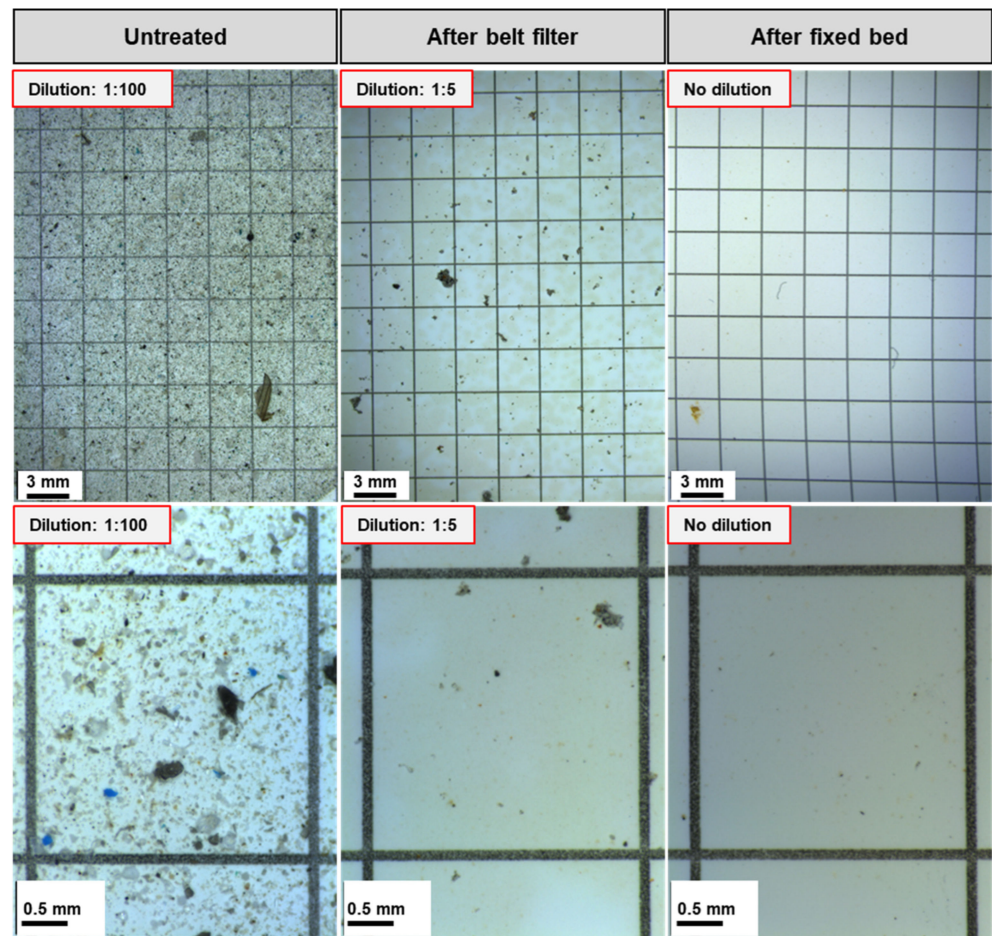 Untreated
After belt filter
After fixed bed
Dilution: 1:100
Dilution: 1:5
No dilution
3 mm
3 mm
3 mm
Dilution: 1:100
Dilution: 1:5
No dilution
0.5 mm
0.5 mm
0.5 mm